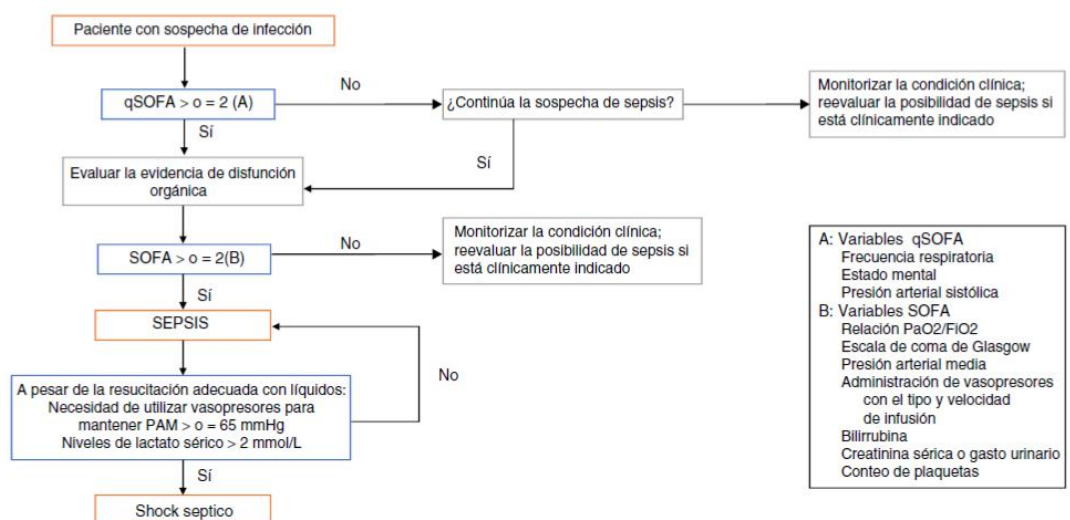 Paciente con sospecha de infección
qSOFA > o = 2 (A)
No
¿Continúa la sospecha de sepsis?
Monitorizar la condición clínica;
reevaluar la posibilidad de sepsis si
está clínicamente indicado
Sí
Sí
Evaluar la evidencia de disfunción
orgánica
SOFA > o = 2(B)
No
Monitorizar la condición clínica;
reevaluar la posibilidad de sepsis si
está clínicamente indicado
Sí
SEPSIS
No
A pesar de la resucitación adecuada con líquidos:
Necesidad de utilizar vasopresores para
mantener PAM > o = 65 mmHg
Niveles de lactato sérico > 2 mmol/L
Sí
Shock septico
A: Variables qSOFA
Frecuencia respiratoria
Estado mental
Presión arterial sistólica
B: Variables SOFA
Relación PaO2/FiO2
Escala de coma de Glasgow
Presión arterial media
Administración de vasopresores
con el tipo y velocidad
de infusión
Bilirrubina
Creatinina sérica o gasto urinario
Conteo de plaquetas